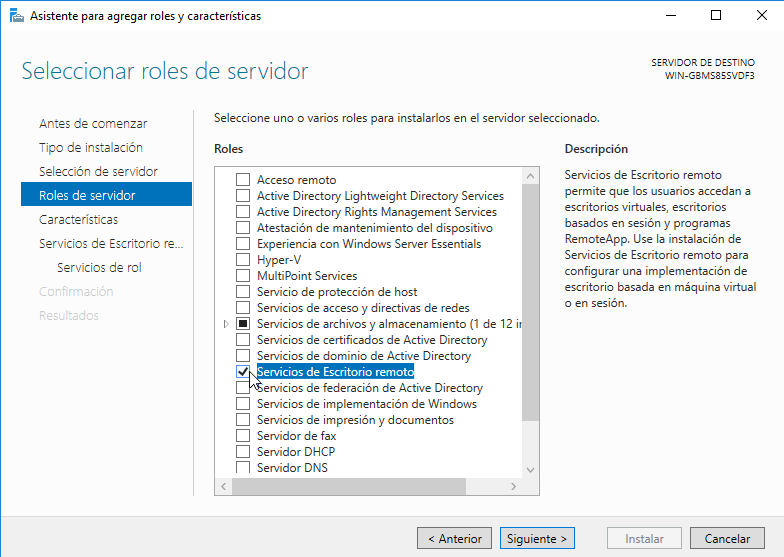 Asistente para agregar roles y características
Seleccionar roles de servidor
SERVIDOR DE DESTINO
WIN-GBMS85SVDF3
Antes de comenzar
Tipo de instalación
Selección de servidor
Roles de servidor
Características
Servicios de Escritorio re...
Servicios de rol
Confirmación
Resultados
Seleccione uno o varios roles para instalarlos en el servidor seleccionado.
Roles
Acceso remoto
Active Directory Lightweight Directory Services
Active Directory Rights Management Services
Atestación de mantenimiento del dispositivo
Experiencia con Windows Server Essentials
Hyper-V
MultiPoint Services
Servicio de protección de host
Servicios de acceso y directivas de redes
Servicios de archivos y almacenamiento (1 de 12 in
Servicios de certificados de Active Directory
Servicios de dominio de Active Directory
Servicios de Escritorio remoto
Servicios de federación de Active Directory
Servicios de implementación de Windows
Servicios de impresión y documentos
Servidor de fax
Servidor DHCP
Servidor DNS
Descripción
Servicios de Escritorio remoto
permite que los usuarios accedan a
escritorios virtuales, escritorios
basados en sesión y programas
RemoteApp. Use la instalación de
Servicios de Escritorio remoto para
configurar una implementación de
escritorio basada en máquina virtual
o en sesión.
< Anterior
Siguiente >
Instalar
Cancelar